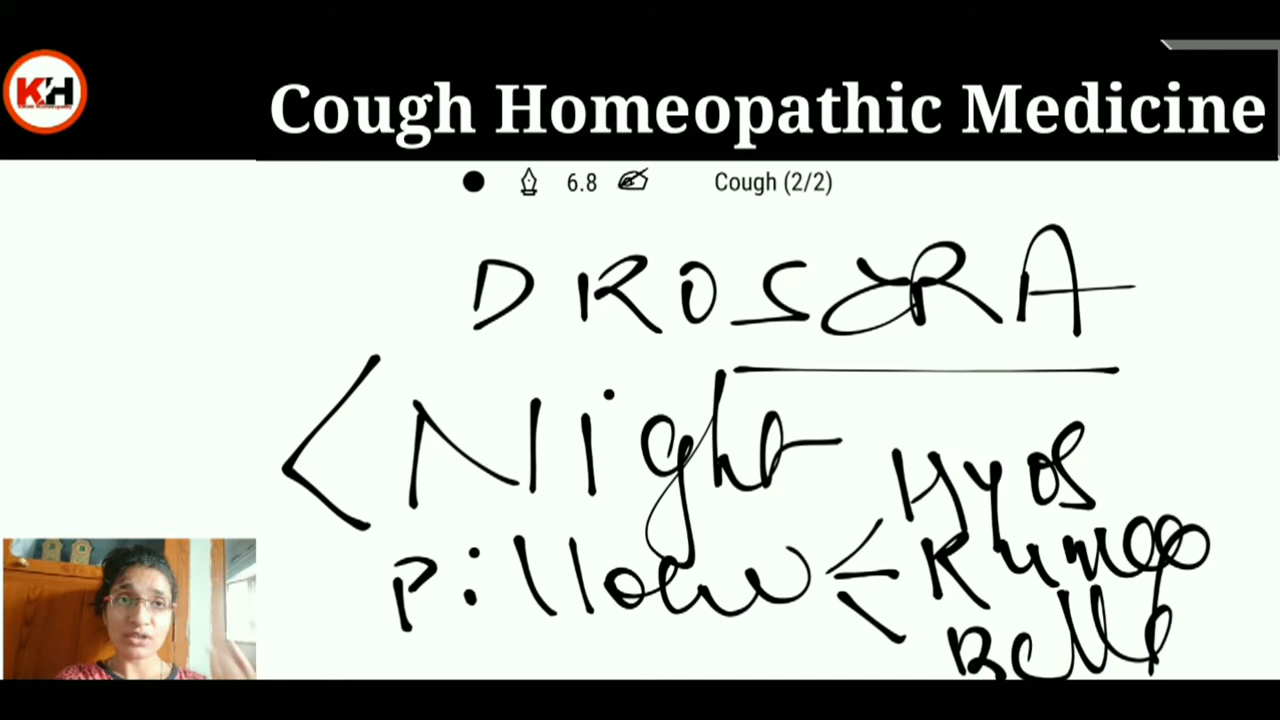 KH
Cough Homeopathic Medicine
6.8 Cough (2/2)
DROSERA
< Night
Pillow
Hyos
Rumex
Bell